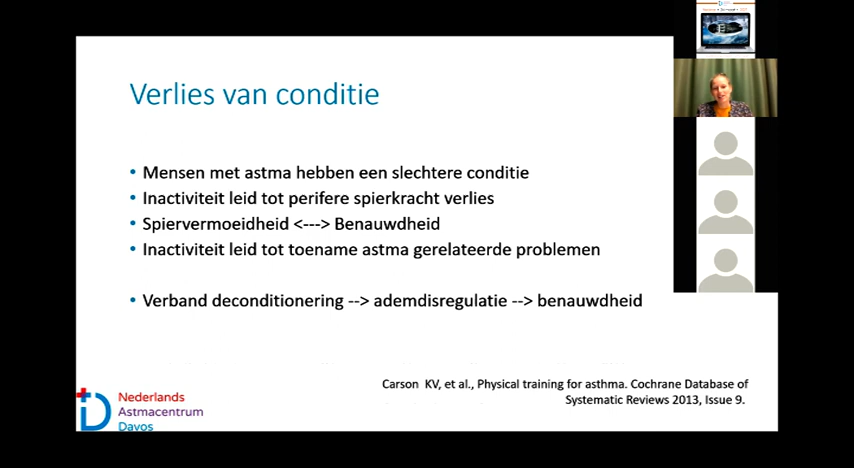 Verlies van conditie
• Mensen met astma hebben een slechtere conditie
• Inactiviteit leid tot perifere spierkracht verlies
• Spiervermoeidheid <---> Benauwdheid
• Inactiviteit leid tot toename astma gerelateerde problemen
• Verband deconditionering --> ademdisregulatie --> benauwdheid
Carson KV, et al., Physical training for asthma. Cochrane Database of
Systematic Reviews 2013, Issue 9.
Nederlands
Astmacentrum
Davos